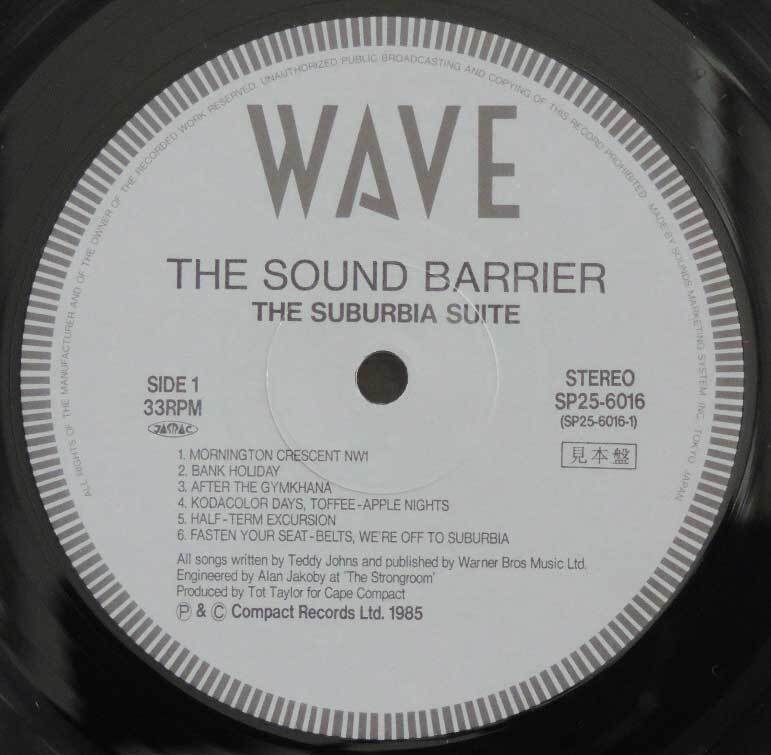 ALL RIGHTS OF THE MANUFACTURER AND OF THE OWNER OF THE RECORDED WORK RESERVED. UNAUTHORIZED PUBLIC BROADCASTING AND COPYING OF THIS RECORD PROHIBITED. MADE BY SOUNDS MARKETING SYSTEM INC. TOKYO JAPAN
WAVE
THE SOUND BARRIER
THE SUBURBIA SUITE
SIDE 1
33RPM
JASRAC
STEREO
SP25-6016
(SP25-6016-1)
見本盤
1. MORNINGTON CRESCENT NW1
2. BANK HOLIDAY
3. AFTER THE GYMKHANA
4. KODACOLOR DAYS, TOFFEE-APPLE NIGHTS
5. HALF-TERM EXCURSION
6. FASTEN YOUR SEAT-BELTS, WE'RE OFF TO SUBURBIA
All songs written by Teddy Johns and published by Warner Bros Music Ltd.
Engineered by Alan Jakoby at 'The Strongroom'
Produced by Tot Taylor for Cape Compact
Ⓟ & © Compact Records Ltd. 1985